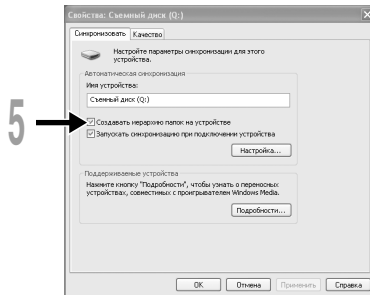 Свойства: Съемный диск (Q:)
Синхронизовать Качество
Настройте параметры синхронизации для этого
устройства.
Автоматическая синхронизация
Имя устройства:
Съемный диск (Q:)
5
Создавать иерархию папок на устройстве
Запускать синхронизацию при подключении устройства
Настройка...
Поддерживаемые устройства
Нажмите кнопку "Подробности", чтобы узнать о переносных
устройствах, совместимых с проигрывателем Windows Media.
Подробности...
OK Отмена Применить Справка